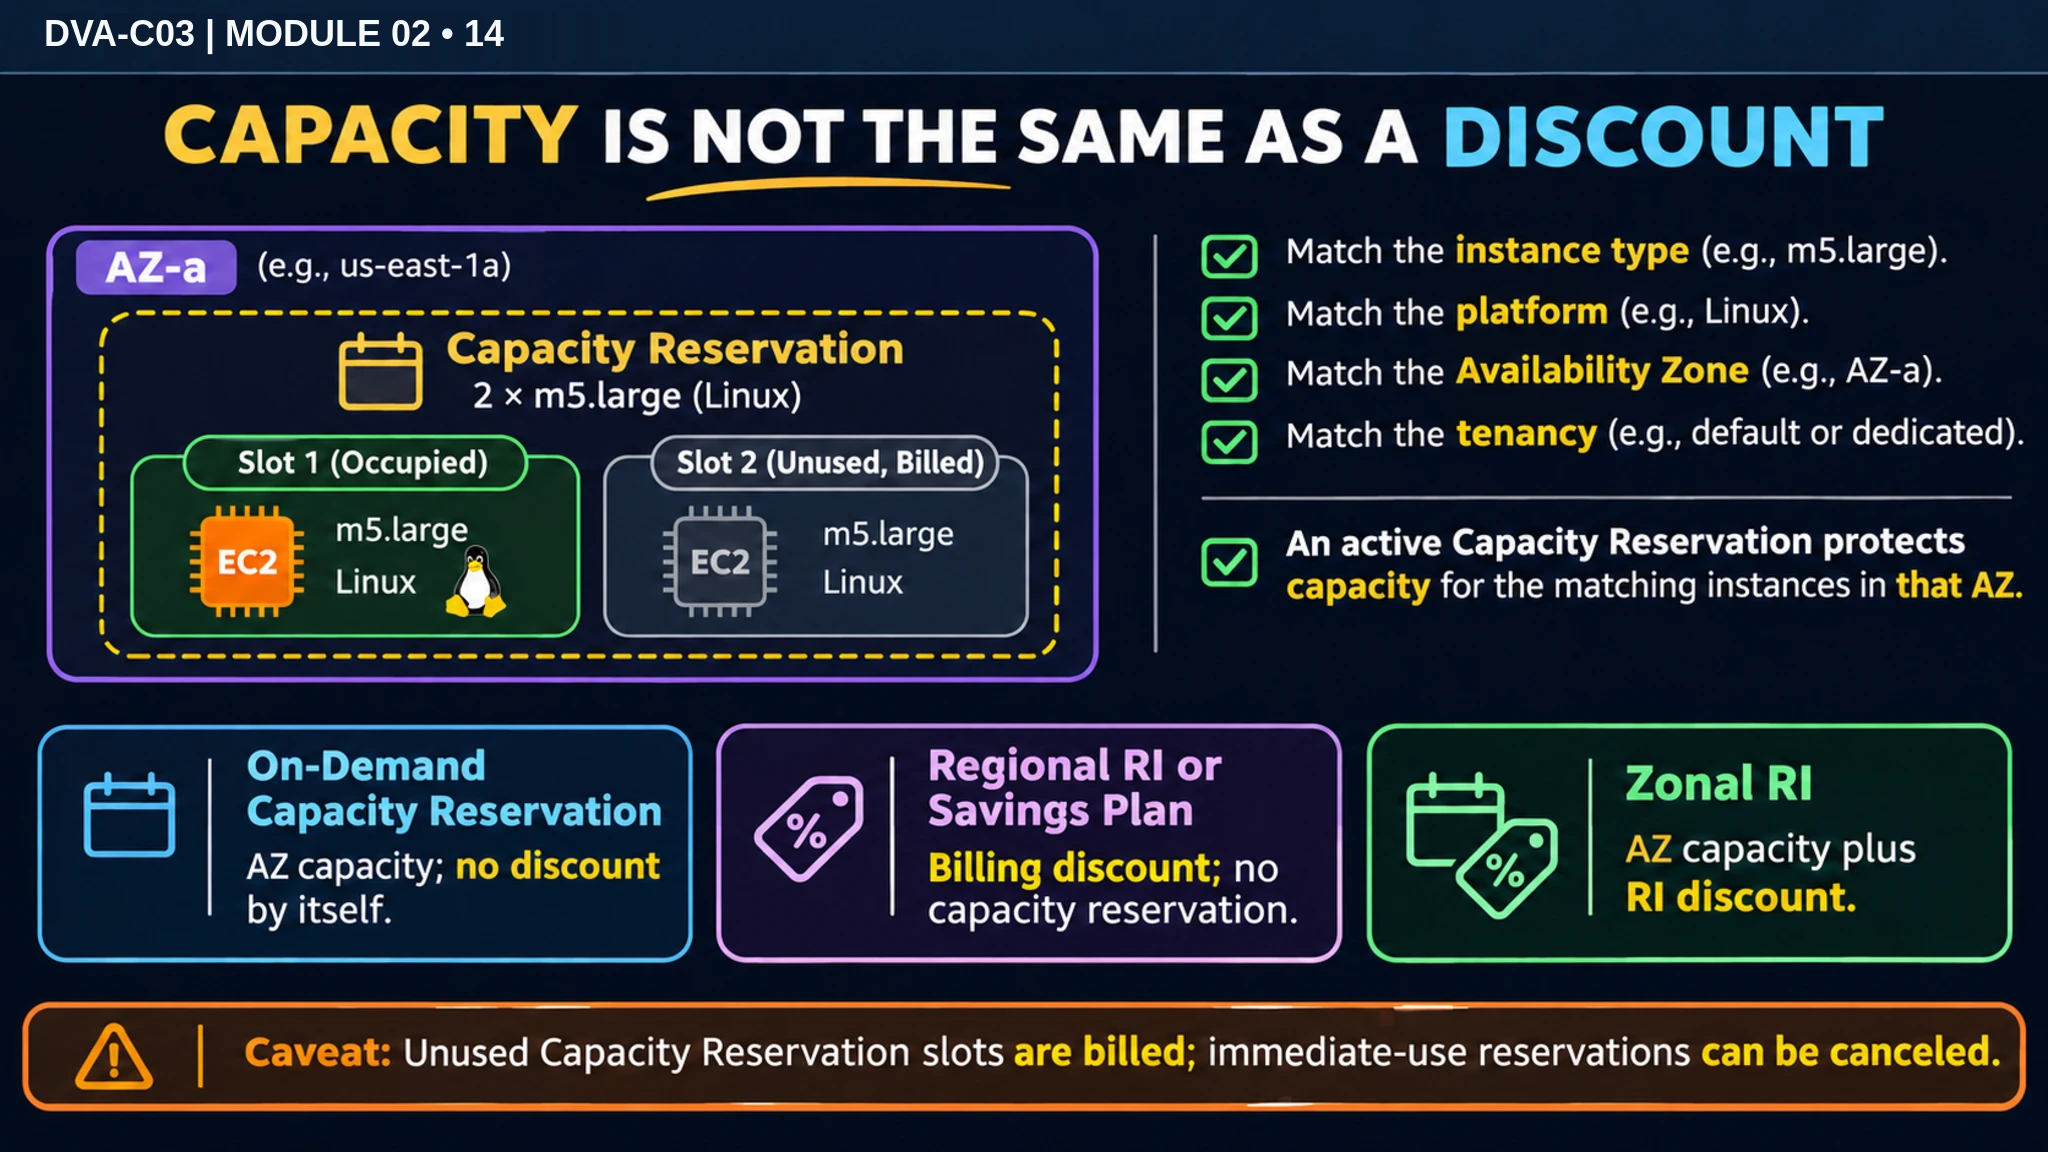 DVA-C03 | MODULE 02 • 14
CAPACITY IS NOT THE SAME AS A DISCOUNT
AZ-a (e.g., us-east-1a)
Capacity Reservation
2 × m5.large (Linux)
Slot 1 (Occupied)
EC2
m5.large
Linux
Slot 2 (Unused, Billed)
EC2
m5.large
Linux
Match the instance type (e.g., m5.large).
Match the platform (e.g., Linux).
Match the Availability Zone (e.g., AZ-a).
Match the tenancy (e.g., default or dedicated).
An active Capacity Reservation protects
capacity for the matching instances in that AZ.
On-Demand
Capacity Reservation
AZ capacity; no discount
by itself.
%
Regional RI or
Savings Plan
Billing discount; no
capacity reservation.
%
Zonal RI
AZ capacity plus
RI discount.
Caveat: Unused Capacity Reservation slots are billed; immediate-use reservations can be canceled.